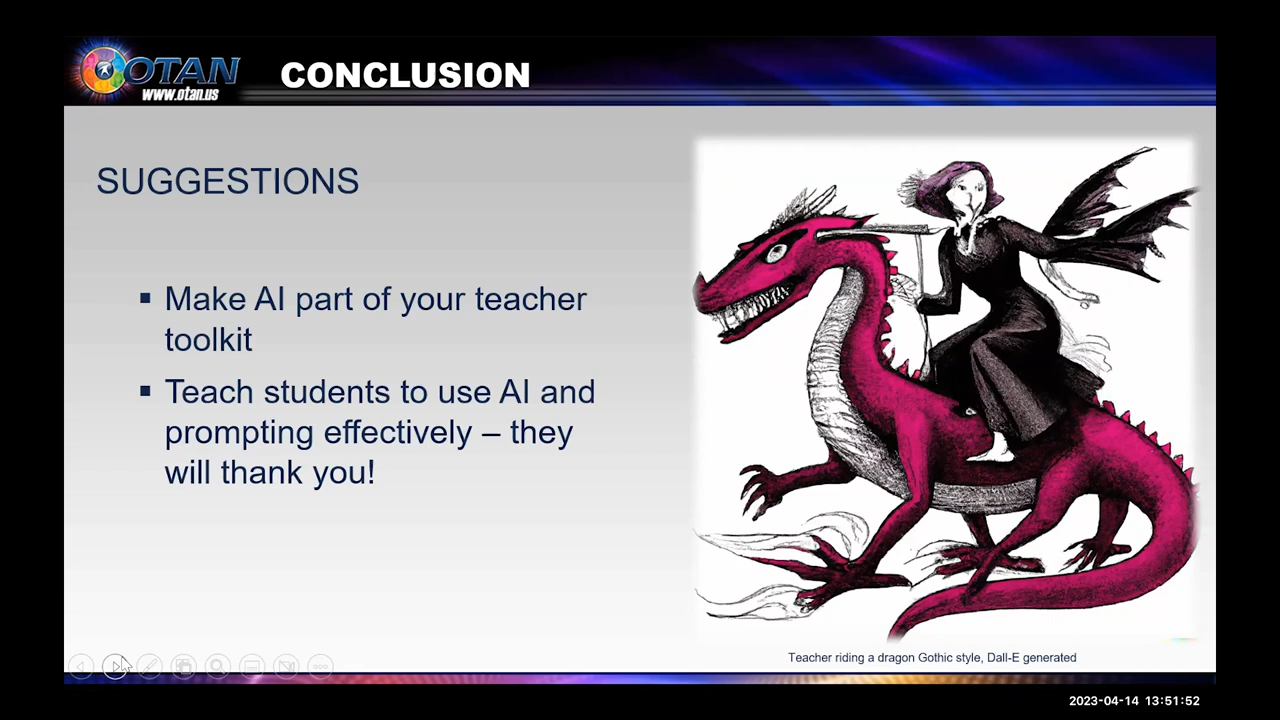 OTAN
www.otan.us
CONCLUSION
SUGGESTIONS
▪ Make AI part of your teacher
toolkit
▪ Teach students to use AI and
prompting effectively – they
will thank you!
Teacher riding a dragon Gothic style, Dall-E generated
2023-04-14 13:51:52